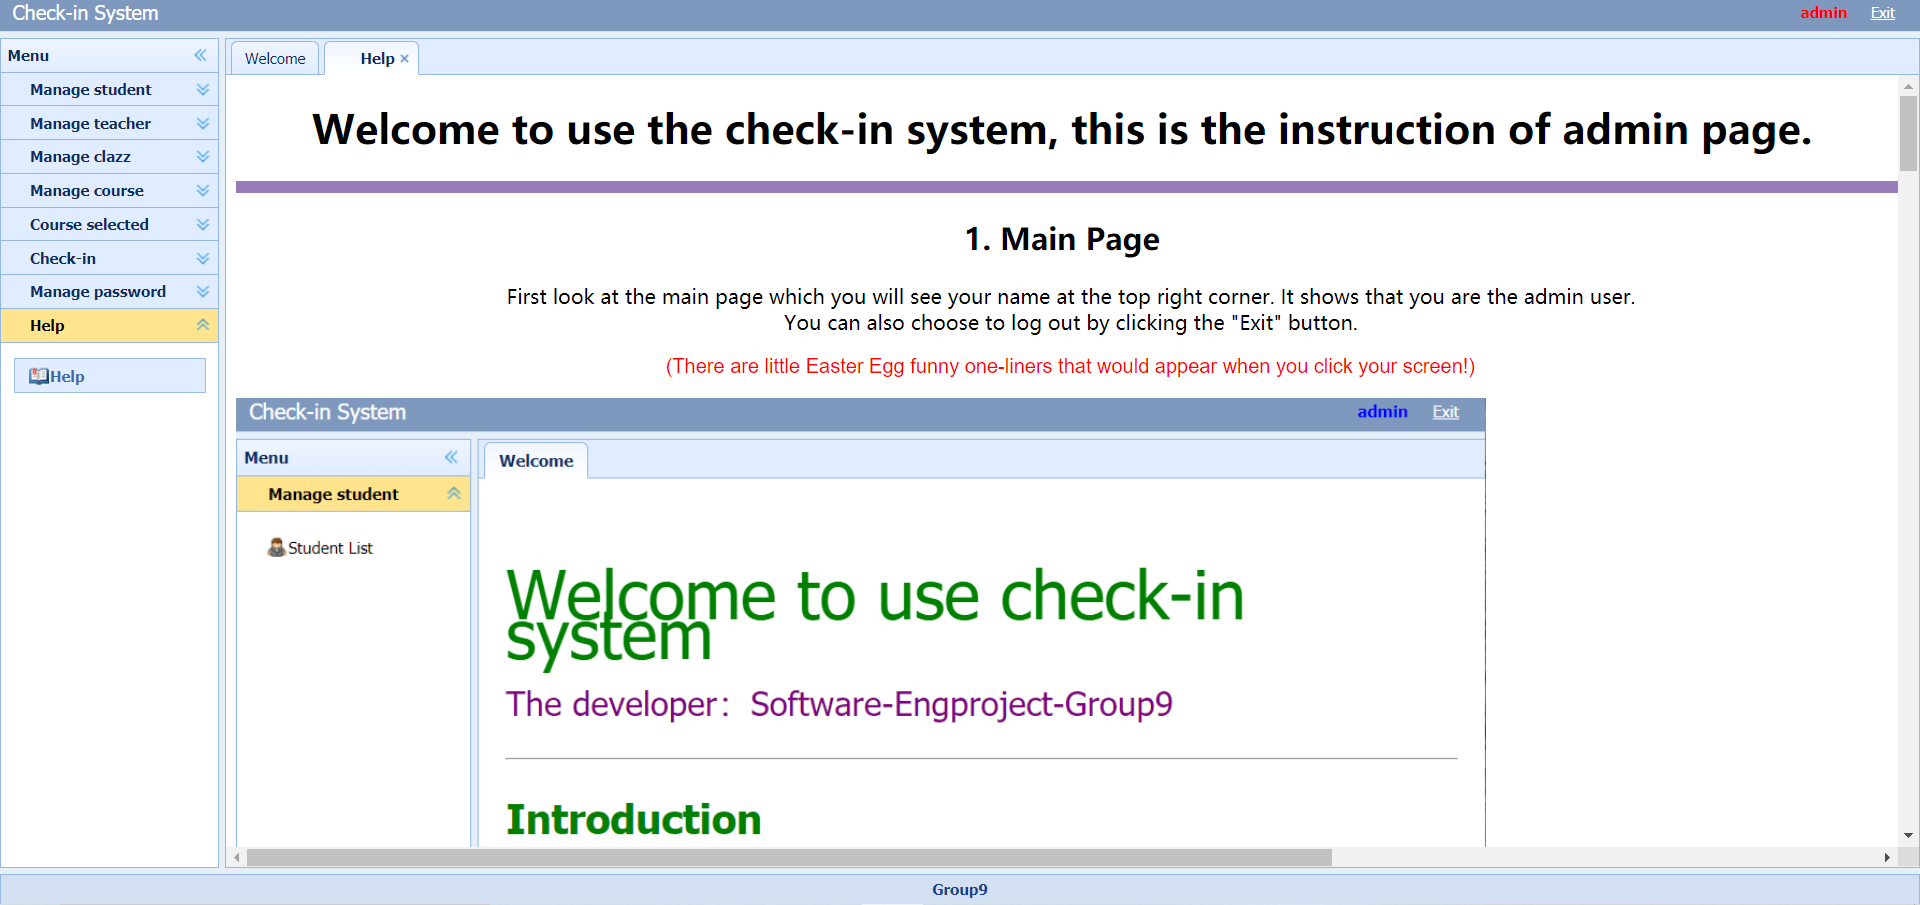 Check-in System
admin
Exit
Menu
Manage student
Manage teacher
Manage clazz
Manage course
Course selected
Check-in
Manage password
Help
Help
Welcome
Help
Welcome to use the check-in system, this is the instruction of admin page.
1. Main Page
First look at the main page which you will see your name at the top right corner. It shows that you are the admin user.
You can also choose to log out by clicking the "Exit" button.
(There are little Easter Egg funny one-liners that would appear when you click your screen!)
Check-in System
admin
Exit
Menu
Manage student
Student List
Welcome
Welcome to use check-in
system
The developer：Software-Engproject-Group9
Introduction
Group9